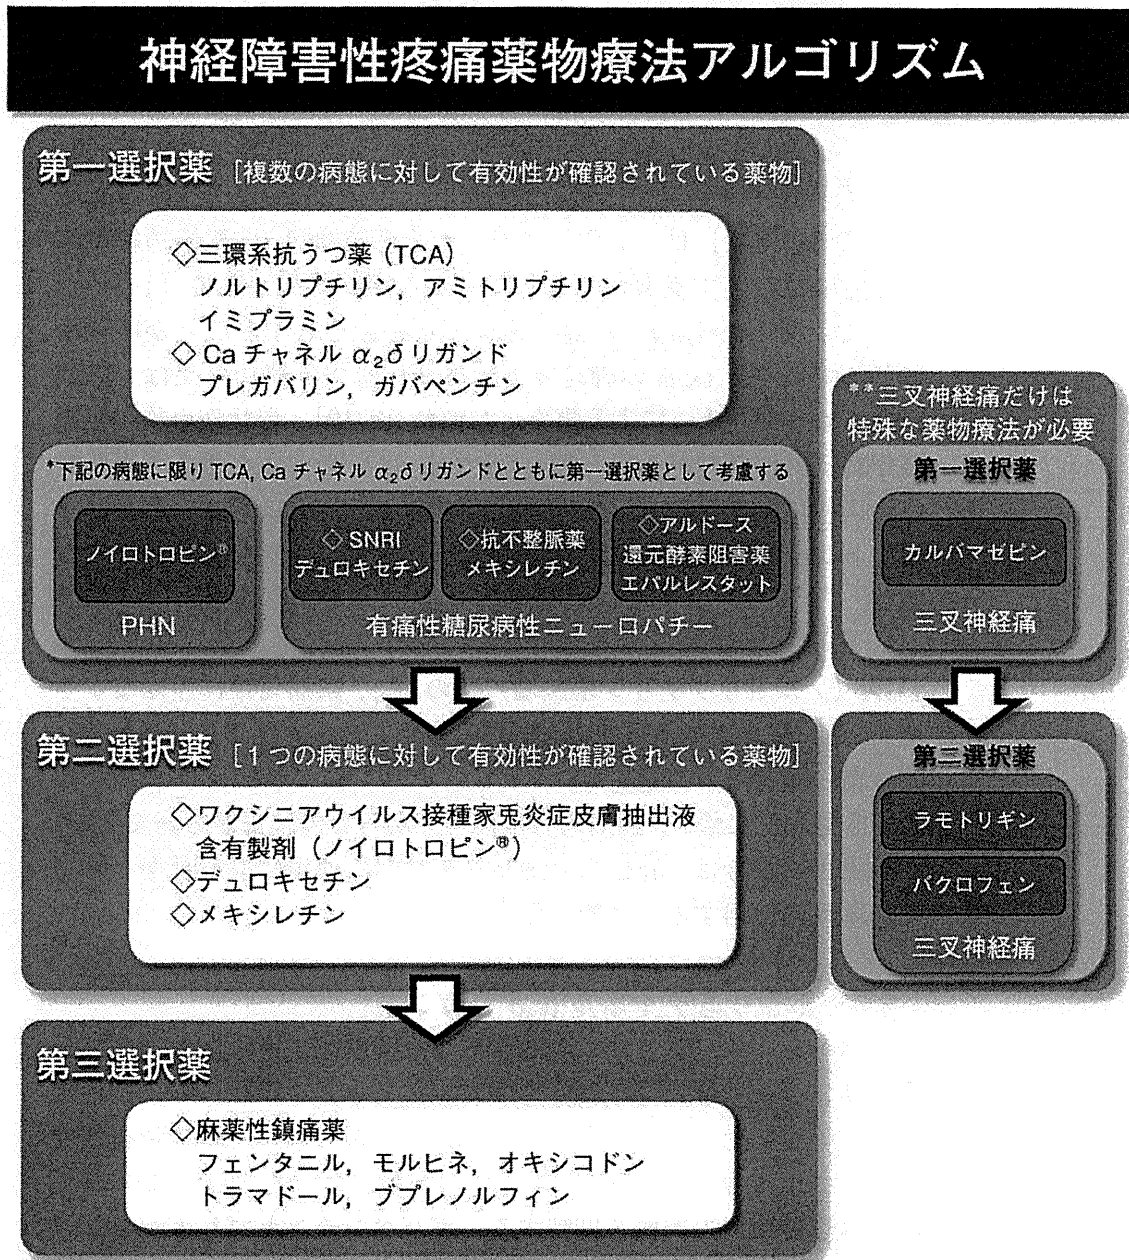 神経障害性疼痛薬物療法アルゴリズム
第一選択薬 [複数の病態に対して有効性が確認されている薬物]
◇三環系抗うつ薬 (TCA)
ノルトリプチリン, アミトリプチリン
イミプラミン
◇Ca チャネル α₂δ リガンド
プレガバリン, ガバペンチン
*下記の病態に限り TCA, Ca チャネル α₂δ リガンドとともに第一選択薬として考慮する
ノイロトロピン®
PHN
◇SNRI
デュロキセチン
◇抗不整脈薬
メキシレチン
◇アルドース
還元酵素阻害薬
エパルレスタット
有痛性糖尿病性ニューロパチー
**三叉神経痛だけは
特殊な薬物療法が必要
第一選択薬
カルバマゼピン
三叉神経痛
第二選択薬 [1つの病態に対して有効性が確認されている薬物]
◇ワクシニアウイルス接種家兎炎症皮膚抽出液
含有製剤 (ノイロトロピン®)
◇デュロキセチン
◇メキシレチン
第二選択薬
ラモトリギン
バクロフェン
三叉神経痛
第三選択薬
◇麻薬性鎮痛薬
フェンタニル, モルヒネ, オキシコドン
トラマドール, ブプレノルフィン